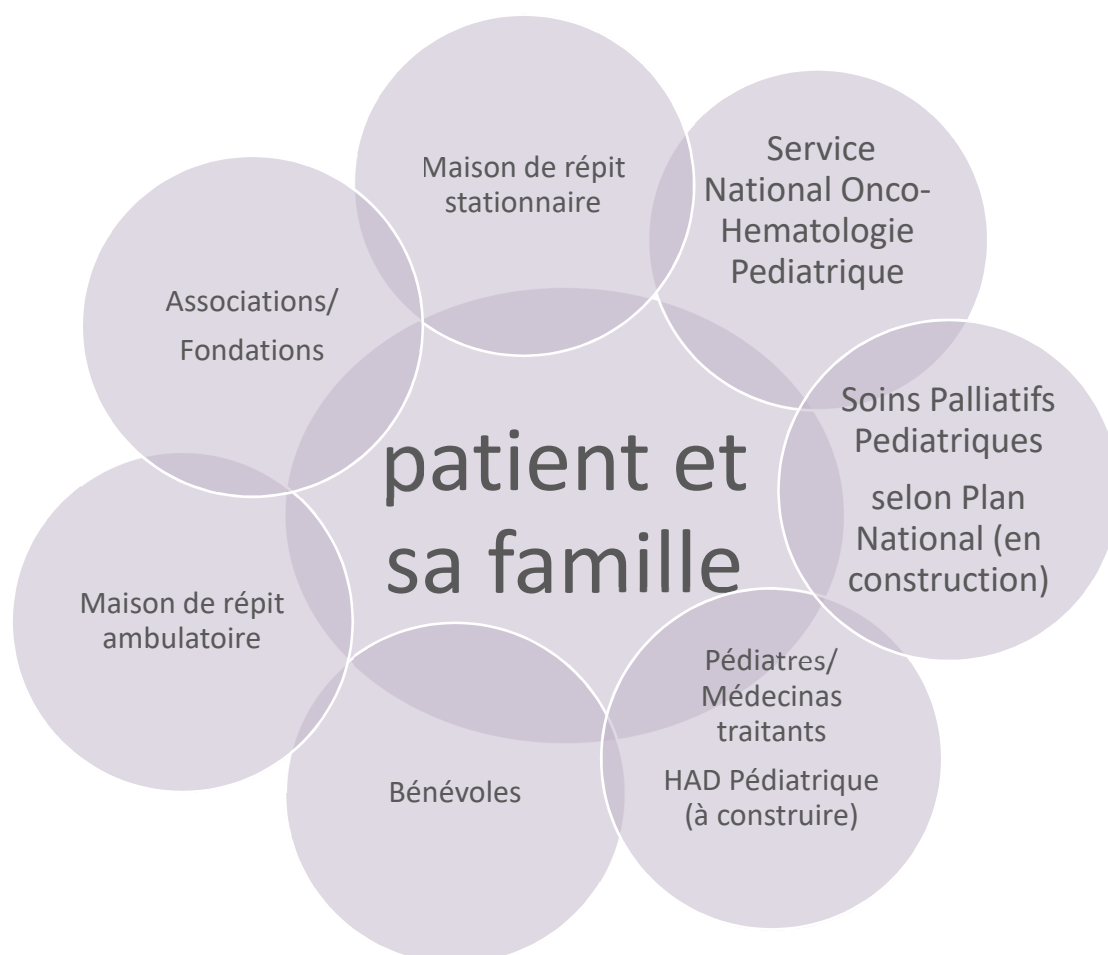 Maison de répit
stationnaire
Service
National Onco-
Hematologie
Pediatrique
Associations/
Fondations
Soins Palliatifs
Pediatriques
selon Plan
National (en
construction)
patient et
sa famille
Maison de répit
ambulatoire
Pédiatres/
Médecinas
traitants
HAD Pédiatrique
(à construire)
Bénévoles